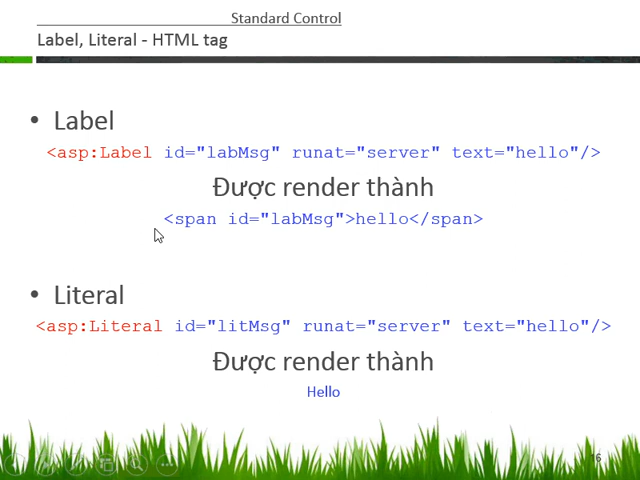 Standard Control
Label, Literal - HTML tag
• Label
<asp:Label id="labMsg" runat="server" text="hello"/>
Được render thành
<span id="labMsg">hello</span>
• Literal
<asp:Literal id="litMsg" runat="server" text="hello"/>
Được render thành
Hello
16